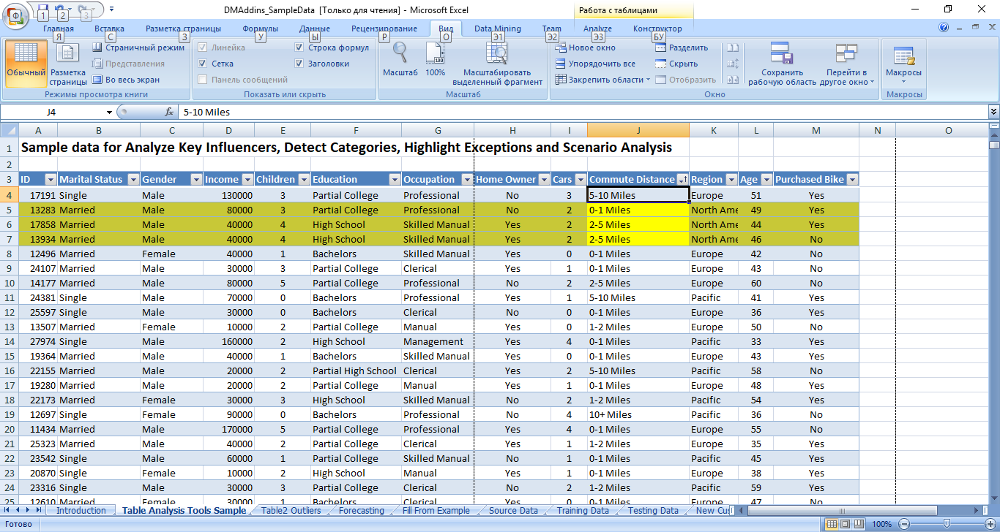 DMAddins_SampleData [Только для чтения] - Microsoft Excel Работа с таблицами
Ф 1 2 3
Главная Вставка Разметка страницы Формулы Данные Рецензирование Вид Data Mining Team Analyze Конструктор
Я С З У Ы Р О Э1 Э2 Э3 БУ
Обычный Разметка страницы Страничный режим Представления Во весь экран
Режимы просмотра книги
Линейка Строка формул
Сетка Заголовки
Панель сообщений
Показать или скрыть
Масштаб 100% Масштабировать выделенный фрагмент
Масштаб
Новое окно Разделить
Упорядочить все Скрыть
Закрепить области Отобразить
Сохранить рабочую область Перейти в другое окно
Окно
Макросы
Макросы
J4 fx 5-10 Miles
A B C D E F G H I J K L M N O
1 Sample data for Analyze Key Influencers, Detect Categories, Highlight Exceptions and Scenario Analysis
2
3 ID Marital Status Gender Income Children Education Occupation Home Owner Cars Commute Distance Region Age Purchased Bike
4 17191 Single Male 130000 3 Partial College Professional No 3 5-10 Miles Europe 51 Yes
5 13283 Married Male 80000 3 Partial College Professional No 2 0-1 Miles North Ame 49 Yes
6 17858 Married Male 40000 4 High School Skilled Manual Yes 2 2-5 Miles North Ame 44 Yes
7 13934 Married Male 40000 4 High School Skilled Manual Yes 2 2-5 Miles North Ame 46 No
8 12496 Married Female 40000 1 Bachelors Skilled Manual Yes 0 0-1 Miles Europe 42 No
9 24107 Married Male 30000 3 Partial College Clerical Yes 1 0-1 Miles Europe 43 No
10 14177 Married Male 80000 5 Partial College Professional No 2 2-5 Miles Europe 60 No
11 24381 Single Male 70000 0 Bachelors Professional Yes 1 5-10 Miles Pacific 41 Yes
12 25597 Single Male 30000 0 Bachelors Clerical No 0 0-1 Miles Europe 36 Yes
13 13507 Married Female 10000 2 Partial College Manual Yes 0 1-2 Miles Europe 50 No
14 27974 Single Male 160000 2 High School Management Yes 4 0-1 Miles Pacific 33 Yes
15 19364 Married Male 40000 1 Bachelors Skilled Manual Yes 0 0-1 Miles Europe 43 Yes
16 22155 Married Male 20000 2 Partial High School Clerical Yes 2 5-10 Miles Pacific 58 No
17 19280 Married Male 20000 2 Partial College Manual Yes 1 0-1 Miles Europe 48 Yes
18 22173 Married Female 30000 3 High School Skilled Manual No 2 1-2 Miles Pacific 54 Yes
19 12697 Single Female 90000 0 Bachelors Professional No 4 10+ Miles Pacific 36 No
20 11434 Married Male 170000 5 Partial College Professional Yes 4 0-1 Miles Europe 55 No
21 25323 Married Male 40000 2 Partial College Clerical Yes 1 1-2 Miles Europe 35 Yes
22 23542 Single Male 60000 1 Partial College Skilled Manual No 1 0-1 Miles Pacific 45 Yes
23 20870 Single Female 10000 2 High School Manual Yes 1 0-1 Miles Europe 38 Yes
24 23316 Single Male 30000 3 Partial College Clerical No 2 1-2 Miles Pacific 59 Yes
25 12610 Married Female 30000 1 Bachelors Clerical Yes 0 0-1 Miles Europe 47 No
Introduction Table Analysis Tools Sample Table2 Outliers Forecasting Fill From Example Source Data Training Data Testing Data New Cus
Готово 100%